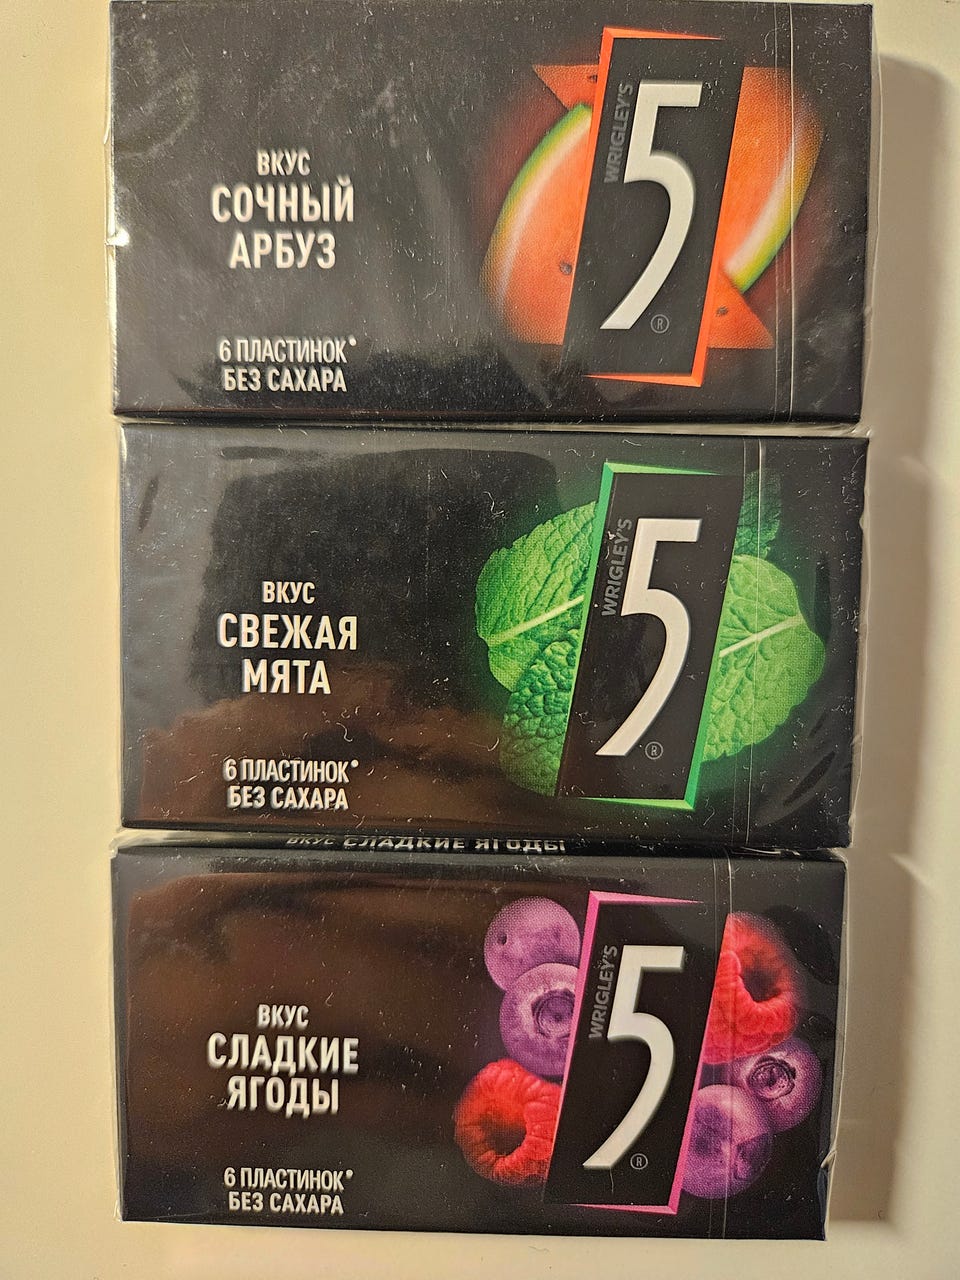 ВКУС
СОЧНЫЙ
АРБУЗ
6 ПЛАСТИНОК*
БЕЗ САХАРА
WRIGLEY'S
5
®
ВКУС
СВЕЖАЯ
МЯТА
6 ПЛАСТИНОК*
БЕЗ САХАРА
WRIGLEY'S
5
®
ВКУС СЛАДКИЕ ЯГОДЫ
ВКУС
СЛАДКИЕ
ЯГОДЫ
6 ПЛАСТИНОК*
БЕЗ САХАРА
WRIGLEY'S
5
®